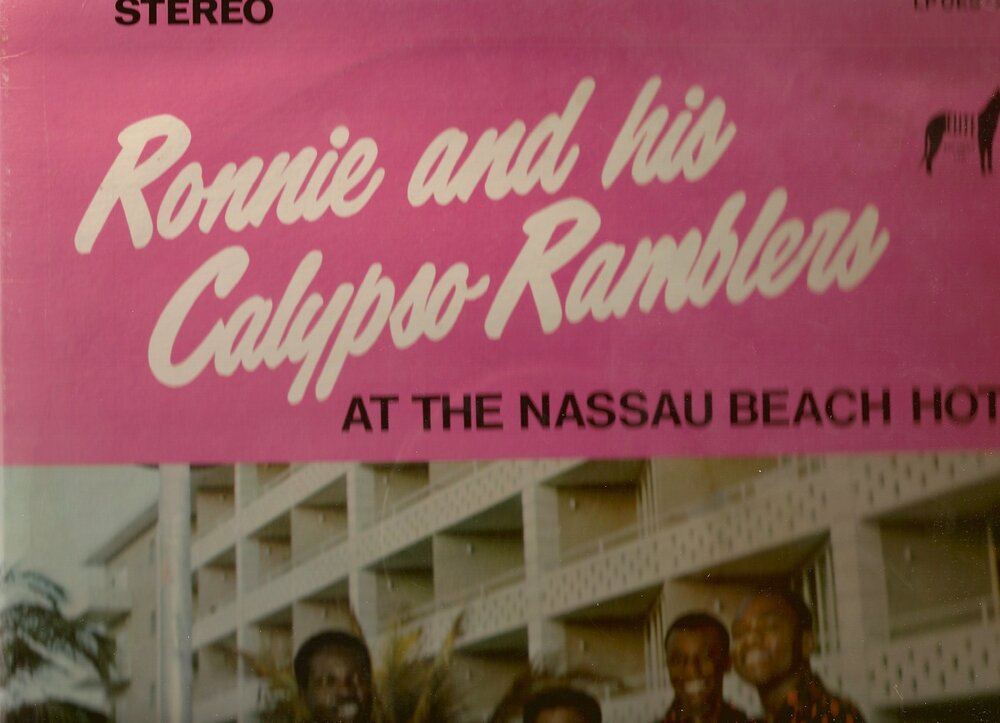 STEREO
Ronnie and his
Calypso Ramblers
AT THE NASSAU BEACH HOT